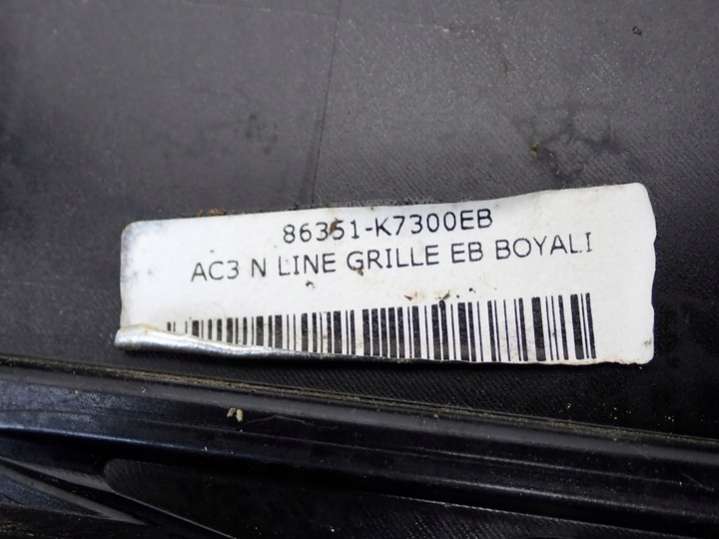 86351-K7300EB
AC3 N LINE GRILLE EB BOYALI